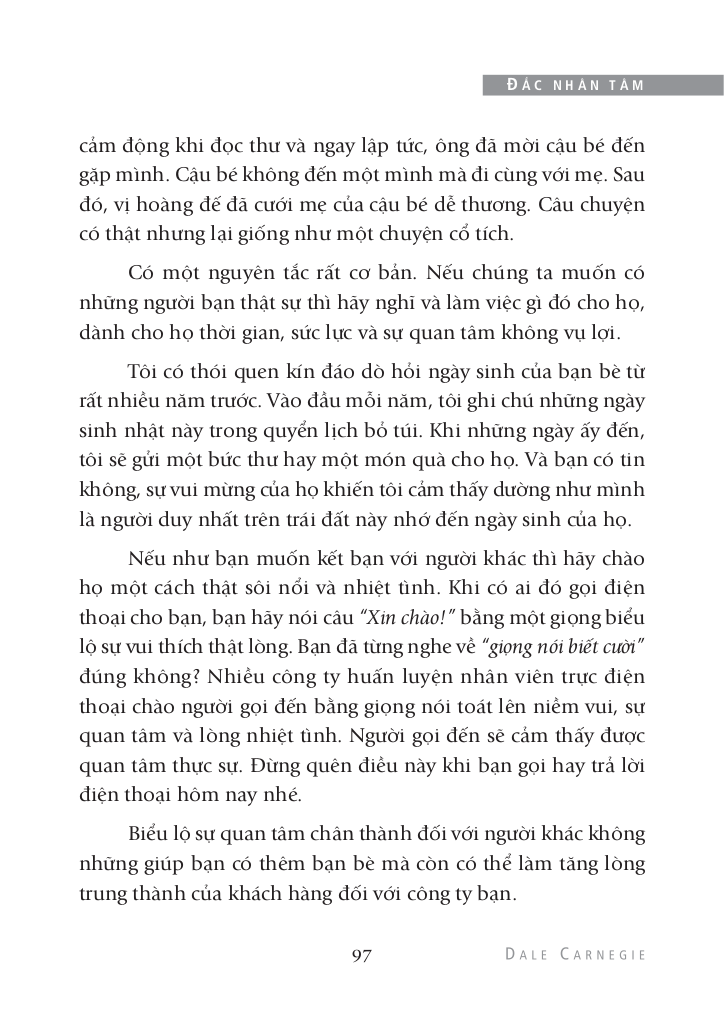 ĐẮC NHÂN TÂM
cảm động khi đọc thư và ngay lập tức, ông đã mời cậu bé đến
gặp mình. Cậu bé không đến một mình mà đi cùng với mẹ. Sau
đó, vị hoàng đế đã cưới mẹ của cậu bé dễ thương. Câu chuyện
có thật nhưng lại giống như một chuyện cổ tích.
Có một nguyên tắc rất cơ bản. Nếu chúng ta muốn có
những người bạn thật sự thì hãy nghĩ và làm việc gì đó cho họ,
dành cho họ thời gian, sức lực và sự quan tâm không vụ lợi.
Tôi có thói quen kín đáo dò hỏi ngày sinh của bạn bè từ
rất nhiều năm trước. Vào đầu mỗi năm, tôi ghi chú những ngày
sinh nhật này trong quyển lịch bỏ túi. Khi những ngày ấy đến,
tôi sẽ gửi một bức thư hay một món quà cho họ. Và bạn có tin
không, sự vui mừng của họ khiến tôi cảm thấy dường như mình
là người duy nhất trên trái đất này nhớ đến ngày sinh của họ.
Nếu như bạn muốn kết bạn với người khác thì hãy chào
họ một cách thật sôi nổi và nhiệt tình. Khi có ai đó gọi điện
thoại cho bạn, bạn hãy nói câu “Xin chào!” bằng một giọng biểu
lộ sự vui thích thật lòng. Bạn đã từng nghe về “giọng nói biết cười”
đúng không? Nhiều công ty huấn luyện nhân viên trực điện
thoại chào người gọi đến bằng giọng nói toát lên niềm vui, sự
quan tâm và lòng nhiệt tình. Người gọi đến sẽ cảm thấy được
quan tâm thực sự. Đừng quên điều này khi bạn gọi hay trả lời
điện thoại hôm nay nhé.
Biểu lộ sự quan tâm chân thành đối với người khác không
những giúp bạn có thêm bạn bè mà còn có thể làm tăng lòng
trung thành của khách hàng đối với công ty bạn.
97
DALE CARNEGIE